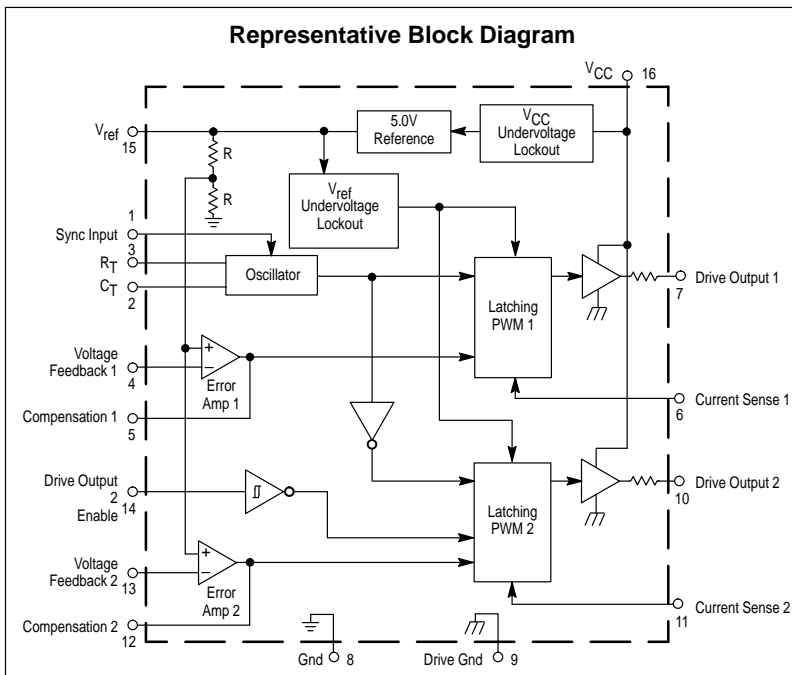 Representative Block Diagram
VCC 16
Vref
15
R
R
5.0V
Reference
VCC
Undervoltage
Lockout
Vref
Undervoltage
Lockout
1
Sync Input
3
RT
CT
2
Oscillator
Latching
PWM 1
7
Drive Output 1
Voltage
Feedback 1
4
+
−
Error
Amp 1
Compensation 1
5
6
Current Sense 1
Drive Output
2
Enable
14
Latching
PWM 2
10
Drive Output 2
Voltage
Feedback 2
13
+
−
Error
Amp 2
Compensation 2
12
11
Current Sense 2
Gnd 8
Drive Gnd 9